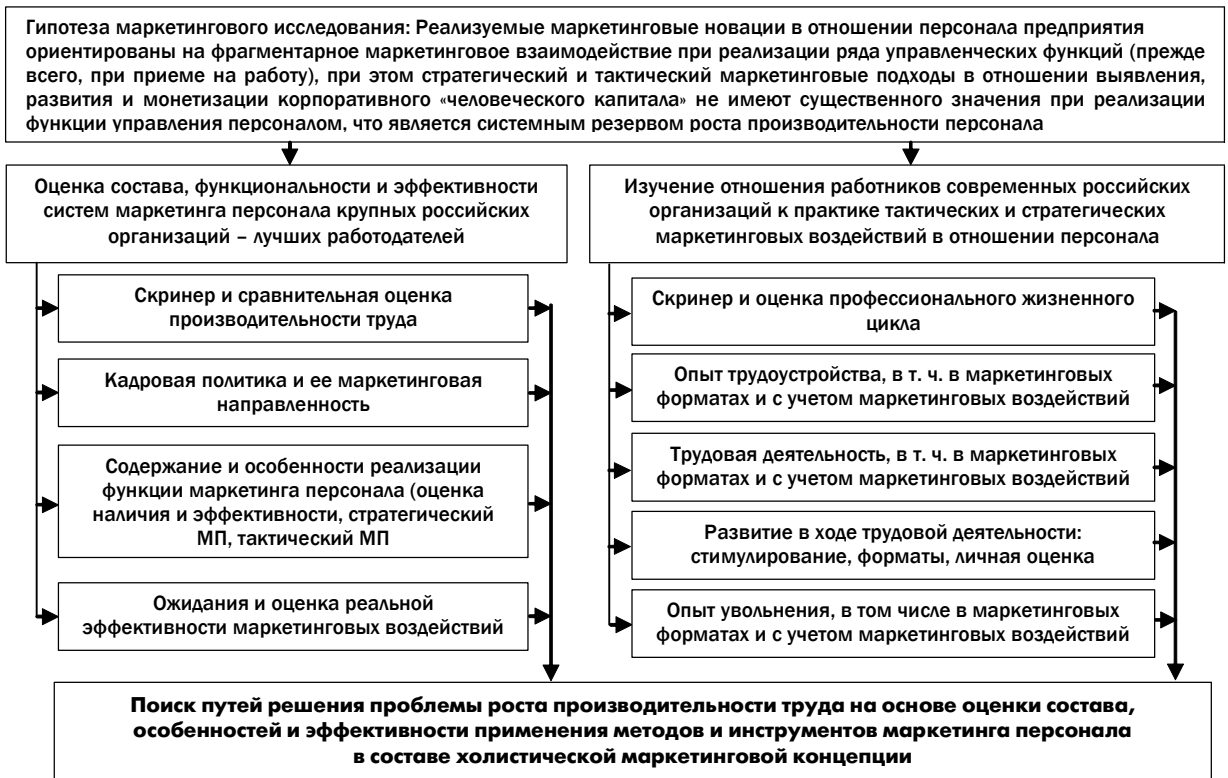 Гипотеза маркетингового исследования: Реализуемые маркетинговые новации в отношении персонала предприятия
ориентированы на фрагментарное маркетинговое взаимодействие при реализации ряда управленческих функций (прежде
всего, при приеме на работу), при этом стратегический и тактический маркетинговые подходы в отношении выявления,
развития и монетизации корпоративного «человеческого капитала» не имеют существенного значения при реализации
функции управления персоналом, что является системным резервом роста производительности персонала
Оценка состава, функциональности и эффективности
систем маркетинга персонала крупных российских
организаций – лучших работодателей
Скринер и сравнительная оценка
производительности труда
Кадровая политика и ее маркетинговая
направленность
Содержание и особенности реализации
функции маркетинга персонала (оценка
наличия и эффективности, стратегический
МП, тактический МП
Ожидания и оценка реальной
эффективности маркетинговых воздействий
Изучение отношения работников современных российских
организаций к практике тактических и стратегических
маркетинговых воздействий в отношении персонала
Скринер и оценка профессионального жизненного
цикла
Опыт трудоустройства, в т. ч. в маркетинговых
форматах и с учетом маркетинговых воздействий
Трудовая деятельность, в т. ч. в маркетинговых
форматах и с учетом маркетинговых воздействий
Развитие в ходе трудовой деятельности:
стимулирование, форматы, личная оценка
Опыт увольнения, в том числе в маркетинговых
форматах и с учетом маркетинговых воздействий
Поиск путей решения проблемы роста производительности труда на основе оценки состава,
особенностей и эффективности применения методов и инструментов маркетинга персонала
в составе холистической маркетинговой концепции